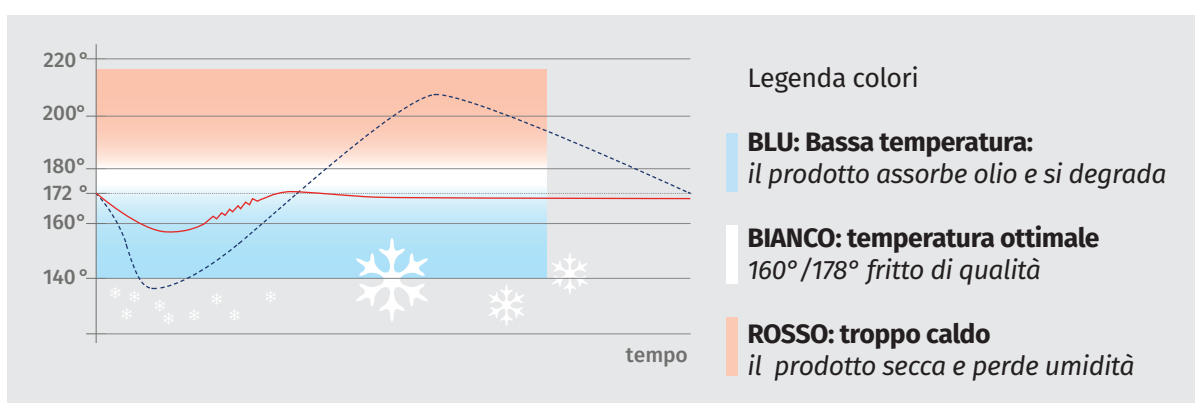 220°
200°
180°
172 °
160°
140 °
tempo
Legenda colori
BLU: Bassa temperatura:
il prodotto assorbe olio e si degrada
BIANCO: temperatura ottimale
160°/178° fritto di qualità
ROSSO: troppo caldo
il prodotto secca e perde umidità